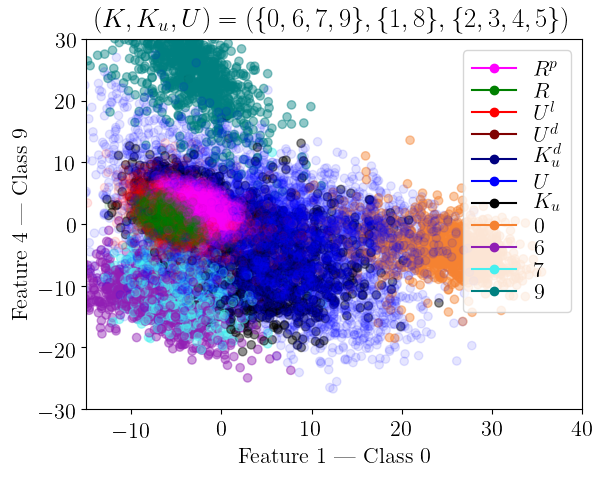 (K, K_u, U) = ({0, 6, 7, 9}, {1, 8}, {2, 3, 4, 5})
30
20
10
0
−10
−20
−30
Feature 4 — Class 9
R^p
R
U^l
U^d
K_u^d
U
K_u
0
6
7
9
−10
0
10
20
30
40
Feature 1 — Class 0